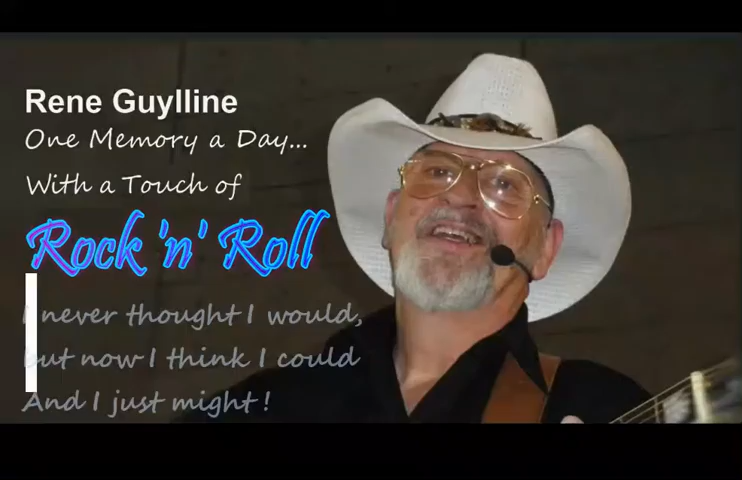 Rene Guylline
One Memory a Day...
With a Touch of
Rock 'n' Roll
I never thought I would,
but now I think I could
And I just might!